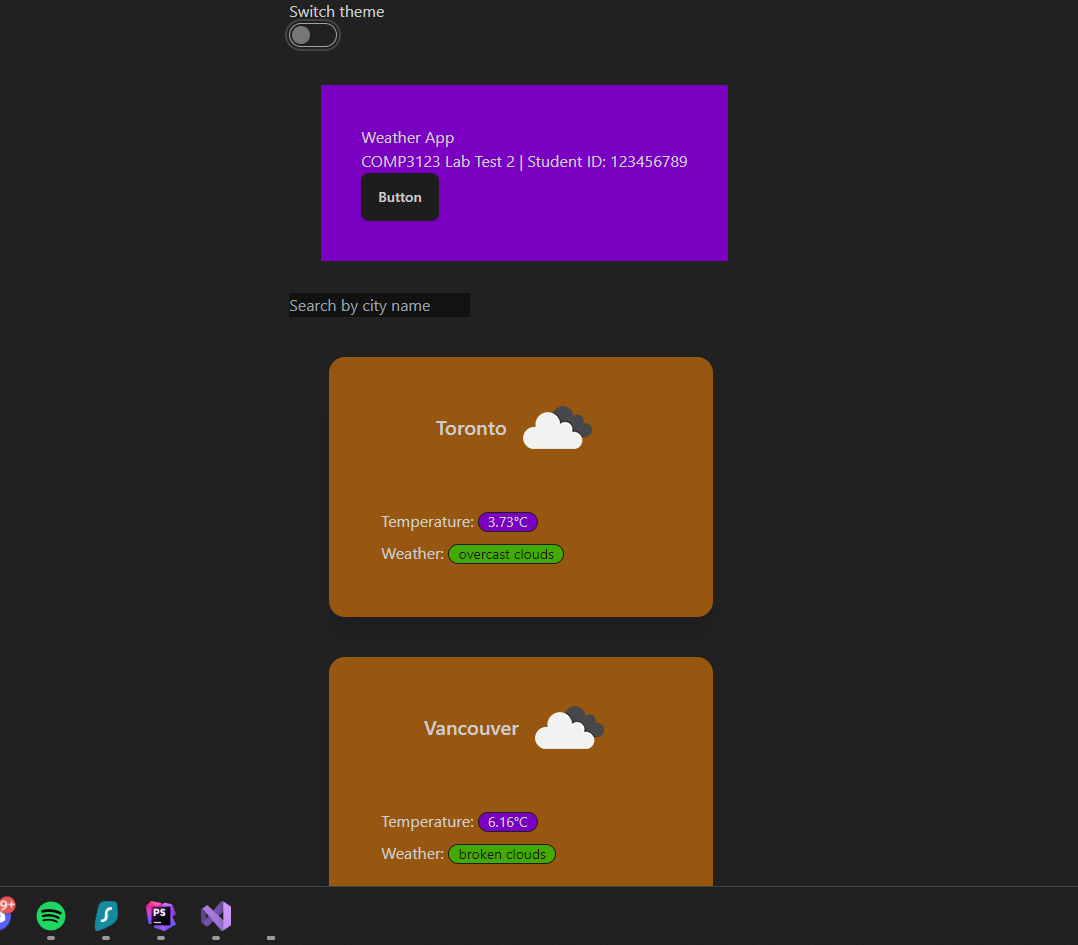 Switch theme
Weather App
COMP3123 Lab Test 2 | Student ID: 123456789
Button
Search by city name
Toronto
Temperature: 3.73°C
Weather: overcast clouds
Vancouver
Temperature: 6.16°C
Weather: broken clouds
9+
PS